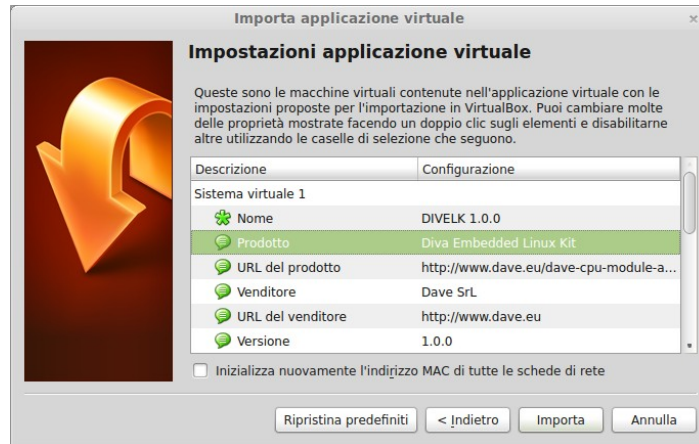 Importa applicazione virtuale
Impostazioni applicazione virtuale
Queste sono le macchine virtuali contenute nell'applicazione virtuale con le
impostazioni proposte per l'importazione in VirtualBox. Puoi cambiare molte
delle proprietà mostrate facendo un doppio clic sugli elementi e disabilitarne
altre utilizzando le caselle di selezione che seguono.
Descrizione Configurazione
Sistema virtuale 1
Nome DIVELK 1.0.0
Prodotto Diva Embedded Linux Kit
URL del prodotto http://www.dave.eu/dave-cpu-module-a...
Venditore Dave SrL
URL del venditore http://www.dave.eu
Versione 1.0.0
Inizializza nuovamente l'indirizzo MAC di tutte le schede di rete
Ripristina predefiniti < Indietro Importa Annulla